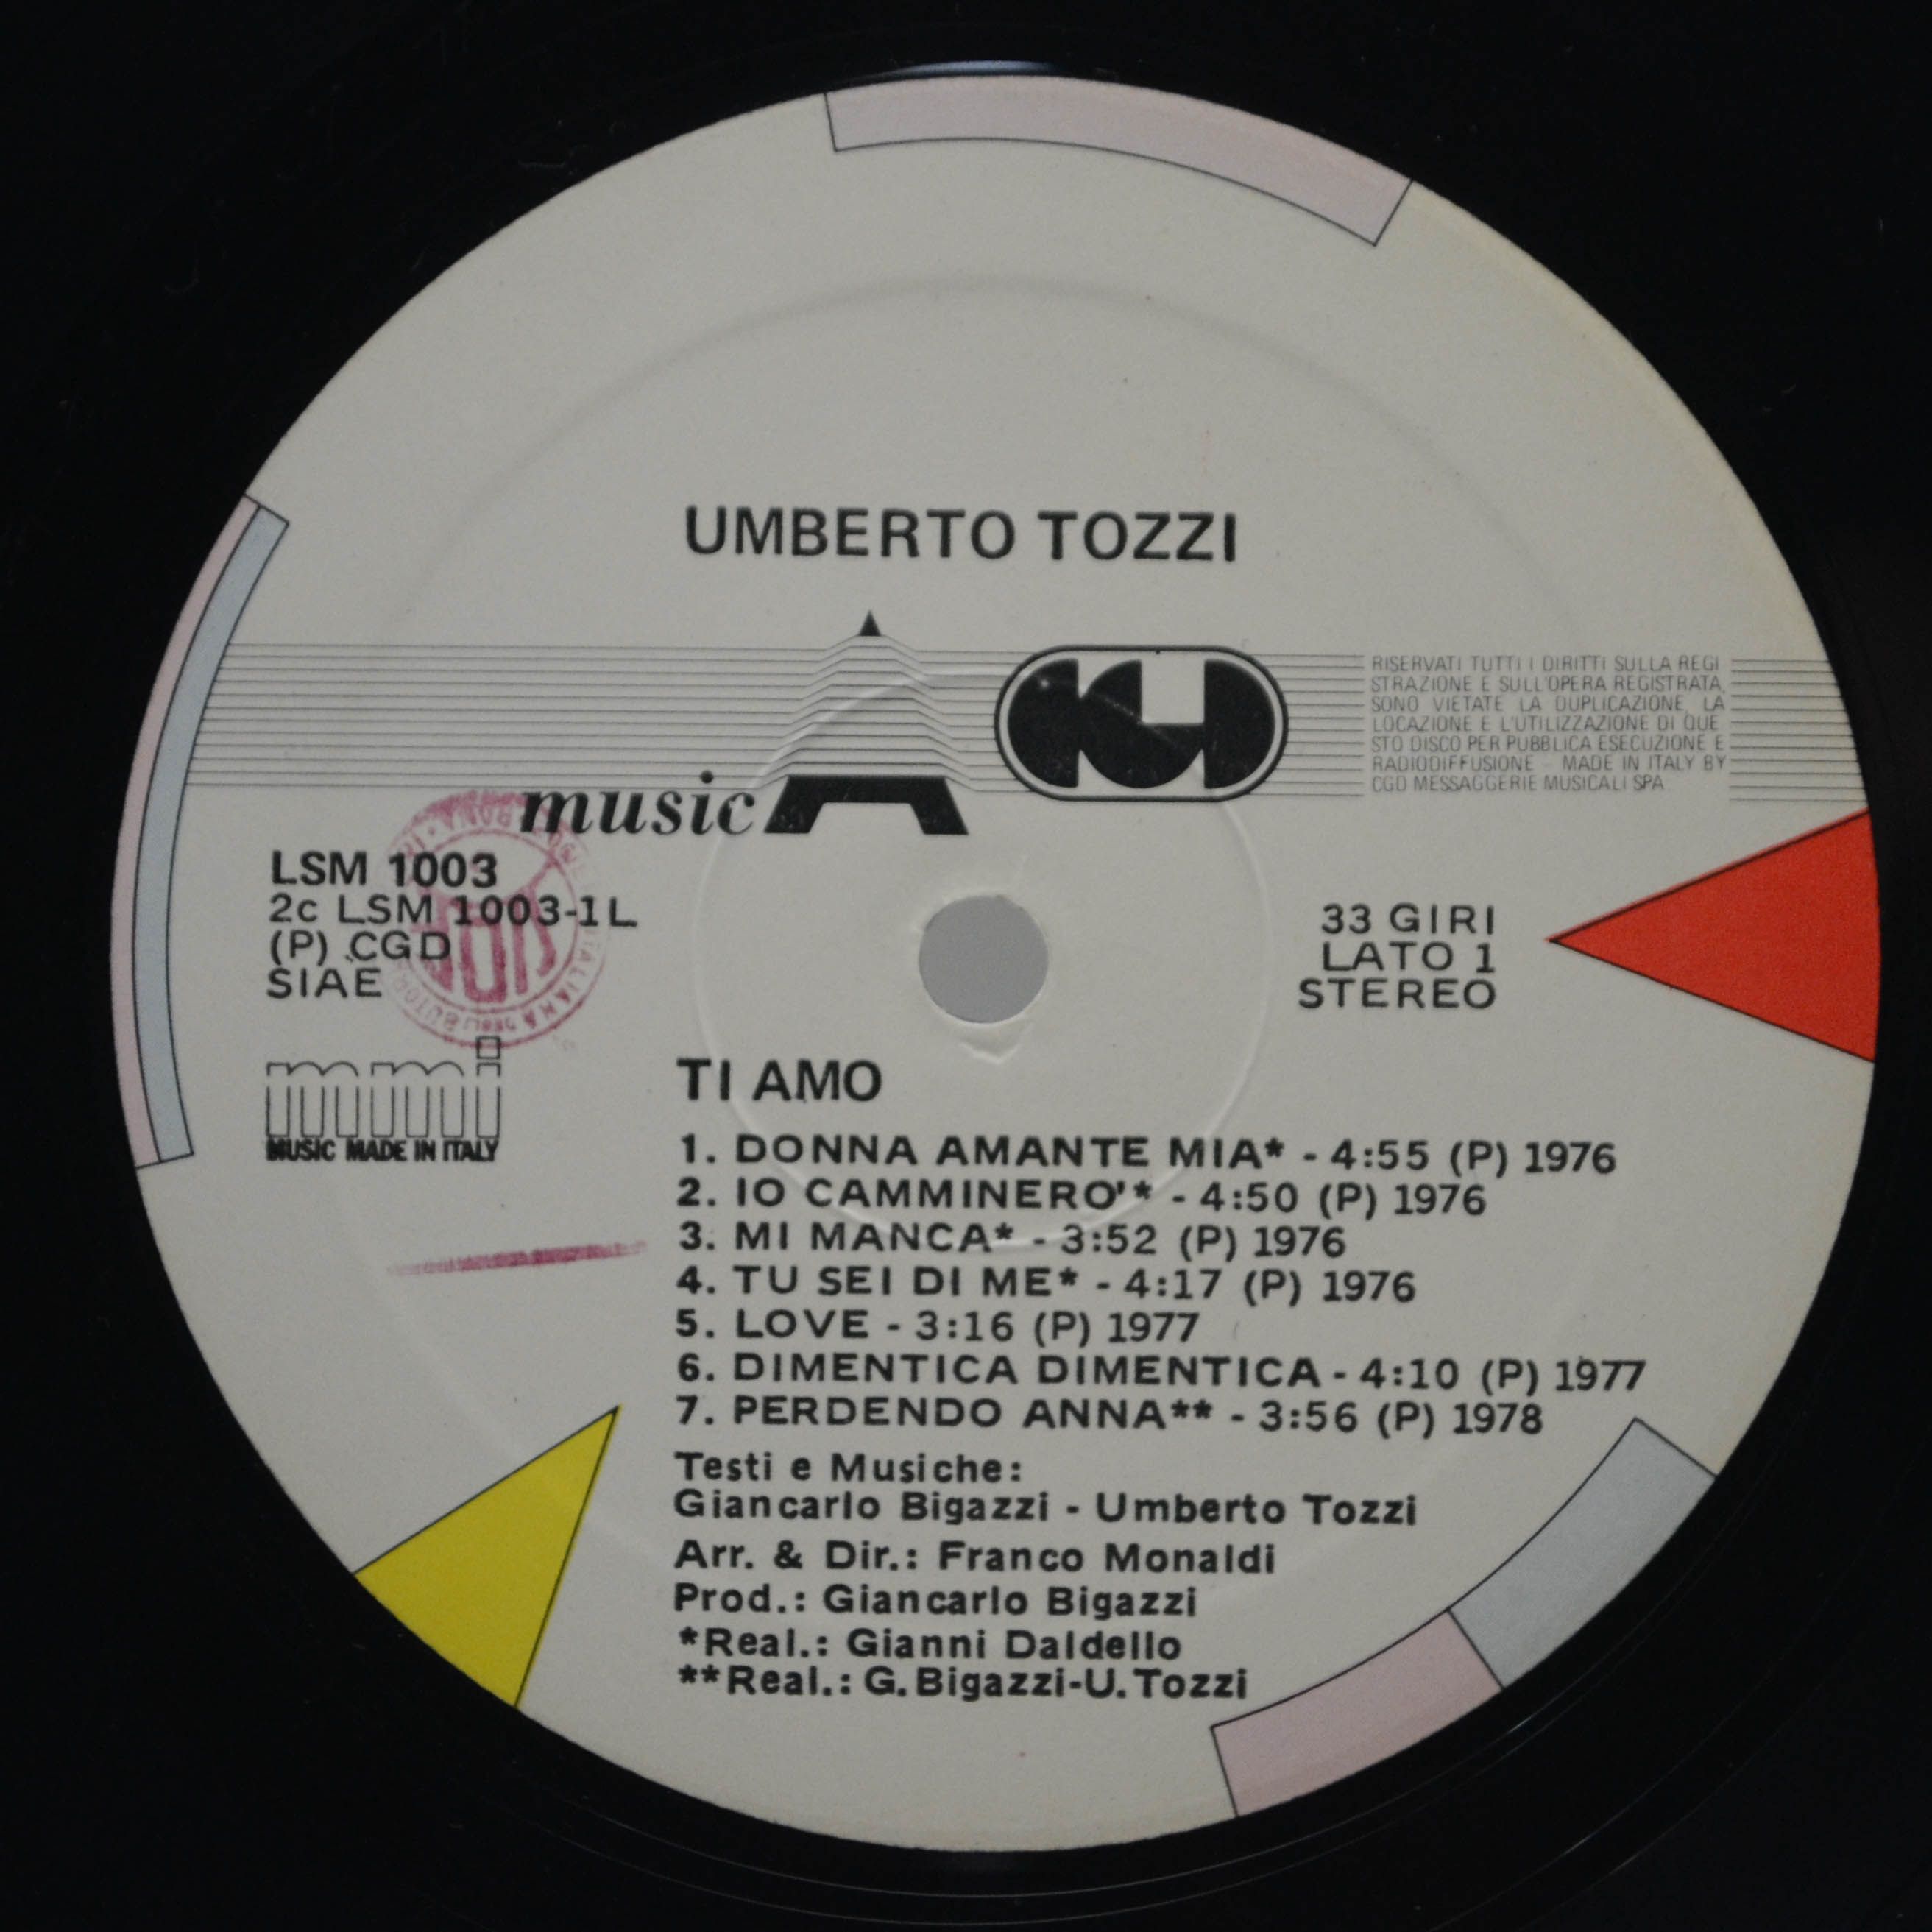 UMBERTO TOZZI
music A CGD
RISERVATI TUTTI I DIRITTI SULLA REGI
STRAZIONE E SULL'OPERA REGISTRATA,
SONO VIETATE LA DUPLICAZIONE, LA
LOCAZIONE E L'UTILIZZAZIONE DI QUE
STO DISCO PER PUBBLICA ESECUZIONE E
RADIODIFFUSIONE - MADE IN ITALY BY
CGD MESSAGGERIE MUSICALI SPA
LSM 1003
2c LSM 1003-1L
(P) CGD
SIAE
33 GIRI
LATO 1
STEREO
mmi
MUSIC MADE IN ITALY
TI AMO
1. DONNA AMANTE MIA* - 4:55 (P) 1976
2. IO CAMMINERO'* - 4:50 (P) 1976
3. MI MANCA* - 3:52 (P) 1976
4. TU SEI DI ME* - 4:17 (P) 1976
5. LOVE - 3:16 (P) 1977
6. DIMENTICA DIMENTICA - 4:10 (P) 1977
7. PERDENDO ANNA** - 3:56 (P) 1978
Testi e Musiche:
Giancarlo Bigazzi - Umberto Tozzi
Arr. & Dir.: Franco Monaldi
Prod.: Giancarlo Bigazzi
*Real.: Gianni Daldello
**Real.: G. Bigazzi-U. Tozzi